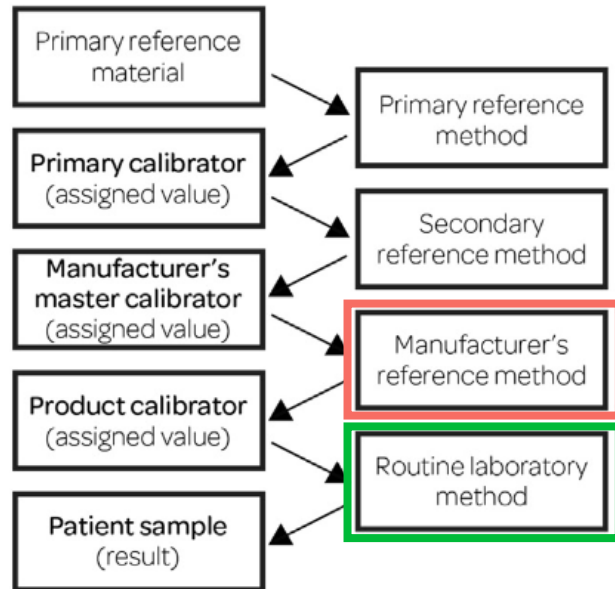 Primary reference
material
Primary reference
method
Primary calibrator
(assigned value)
Secondary
reference method
Manufacturer's
master calibrator
(assigned value)
Manufacturer's
reference method
Product calibrator
(assigned value)
Routine laboratory
method
Patient sample
(result)